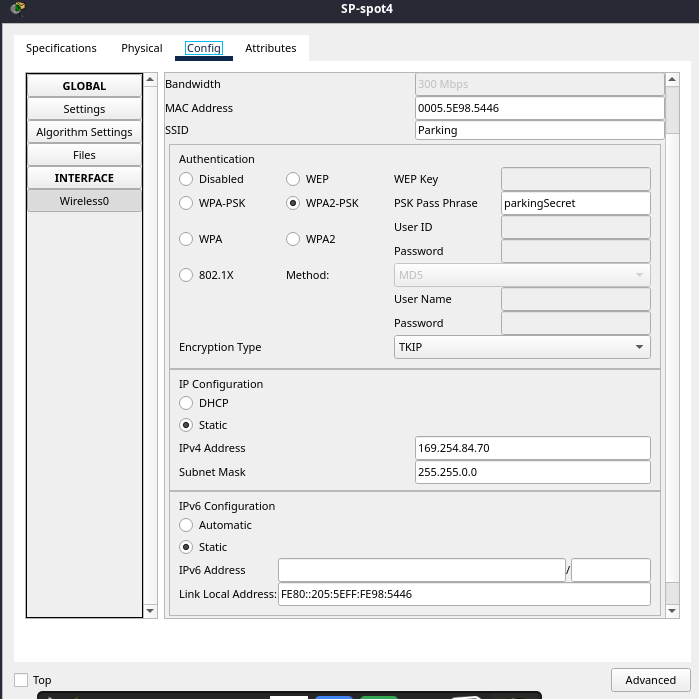 SP-spot4
Specifications Physical Config Attributes
GLOBAL
Settings
Algorithm Settings
Files
INTERFACE
Wireless0
Bandwidth 300 Mbps
MAC Address 0005.5E98.5446
SSID Parking
Authentication
Disabled WEP WEP Key
WPA-PSK WPA2-PSK PSK Pass Phrase parkingSecret
User ID
WPA WPA2
Password
802.1X Method: MD5
User Name
Password
Encryption Type TKIP
IP Configuration
DHCP
Static
IPv4 Address 169.254.84.70
Subnet Mask 255.255.0.0
IPv6 Configuration
Automatic
Static
IPv6 Address /
Link Local Address: FE80::205:5EFF:FE98:5446
Top Advanced